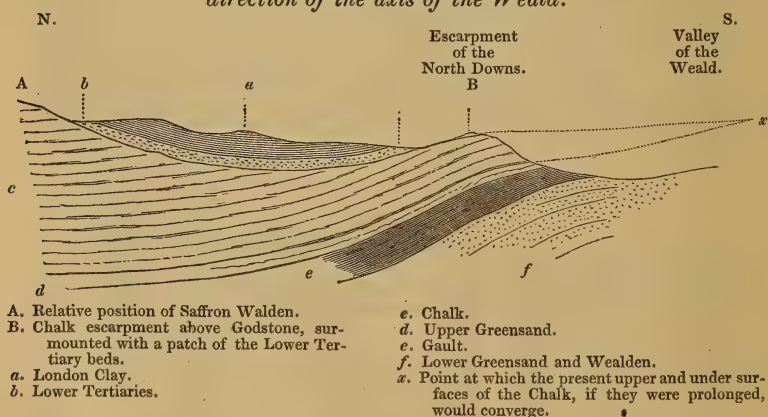 direction of the axis of the Weald.
N.
S.
Escarpment
of the
North Downs.
B
Valley
of the
Weald.
A
b
a
x
c
e
f
d
A. Relative position of Saffron Walden.
B. Chalk escarpment above Godstone, sur-
mounted with a patch of the Lower Ter-
tiary beds.
a. London Clay.
b. Lower Tertiaries.
e. Chalk.
d. Upper Greensand.
e. Gault.
f. Lower Greensand and Wealden.
x. Point at which the present upper and under sur-
faces of the Chalk, if they were prolonged,
would converge.